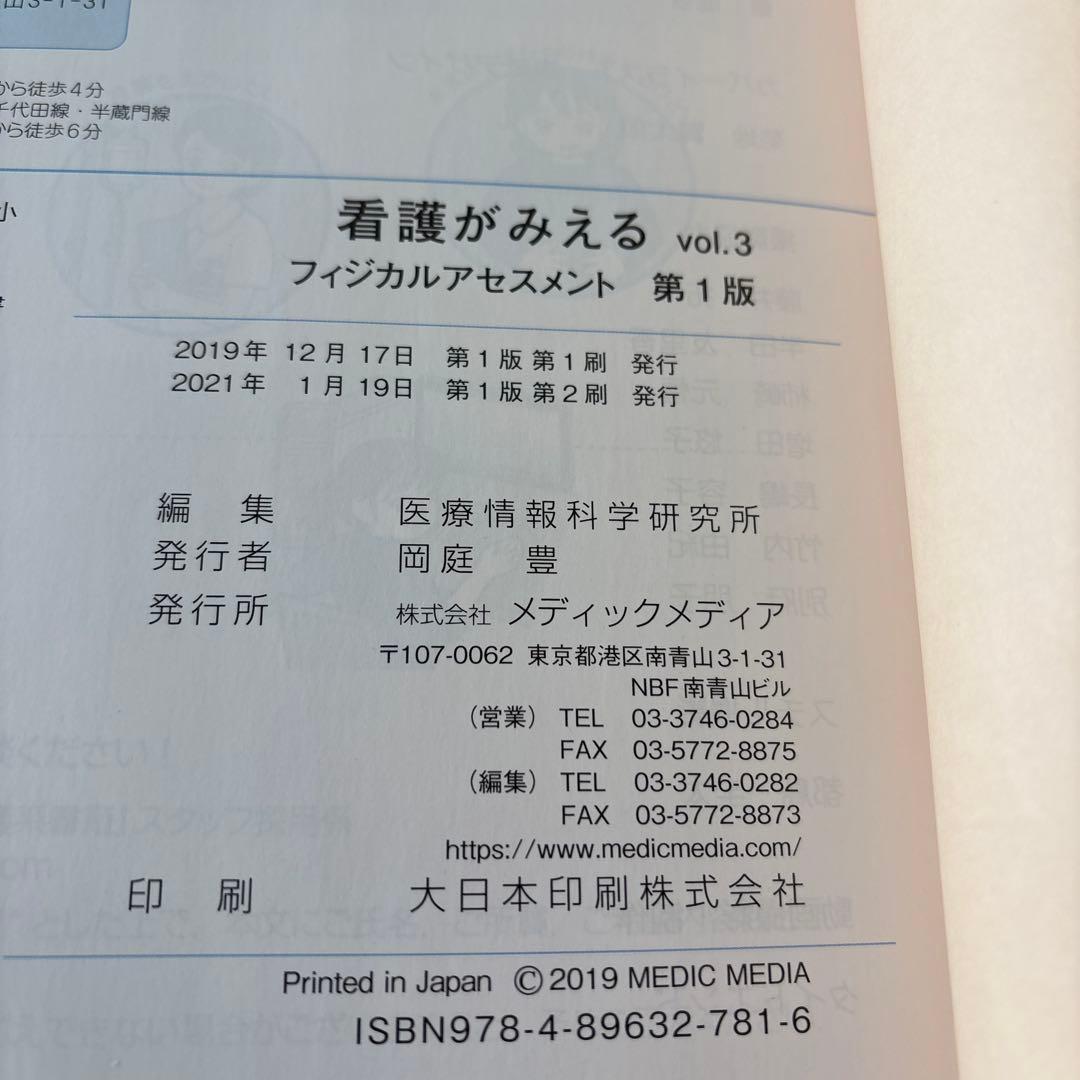 山3-1-31
から徒歩4分
千代田線・半蔵門線
から徒歩6分
小
看護がみえる vol.3
フィジカルアセスメント 第1版
2019年 12月 17日 第1版 第1刷 発行
2021年 1月 19日 第1版 第2刷 発行
編 集 医療情報科学研究所
発行者 岡庭 豊
発行所 株式会社 メディックメディア
〒107-0062 東京都港区南青山3-1-31
NBF南青山ビル
(営業) TEL 03-3746-0284
FAX 03-5772-8875
(編集) TEL 03-3746-0282
FAX 03-5772-8873
https://www.medicmedia.com/
印 刷 大日本印刷株式会社
Printed in Japan © 2019 MEDIC MEDIA
ISBN978-4-89632-781-6